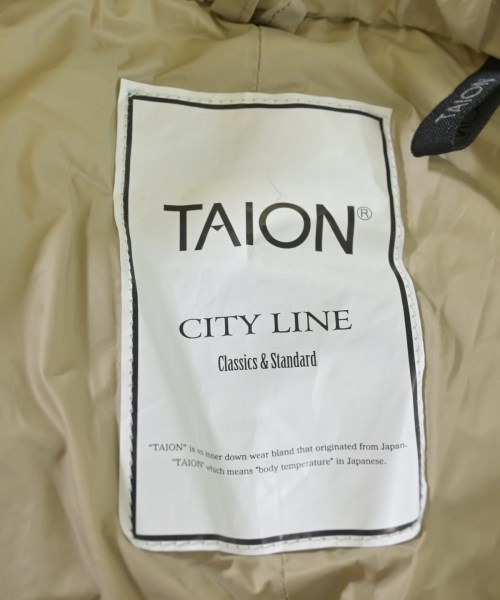 TAION
TAION®
CITY LINE
Classics & Standard
"TAION" is an inner down wear bland that originated from Japan.
"TAION" which means "body temperature" in Japanese.